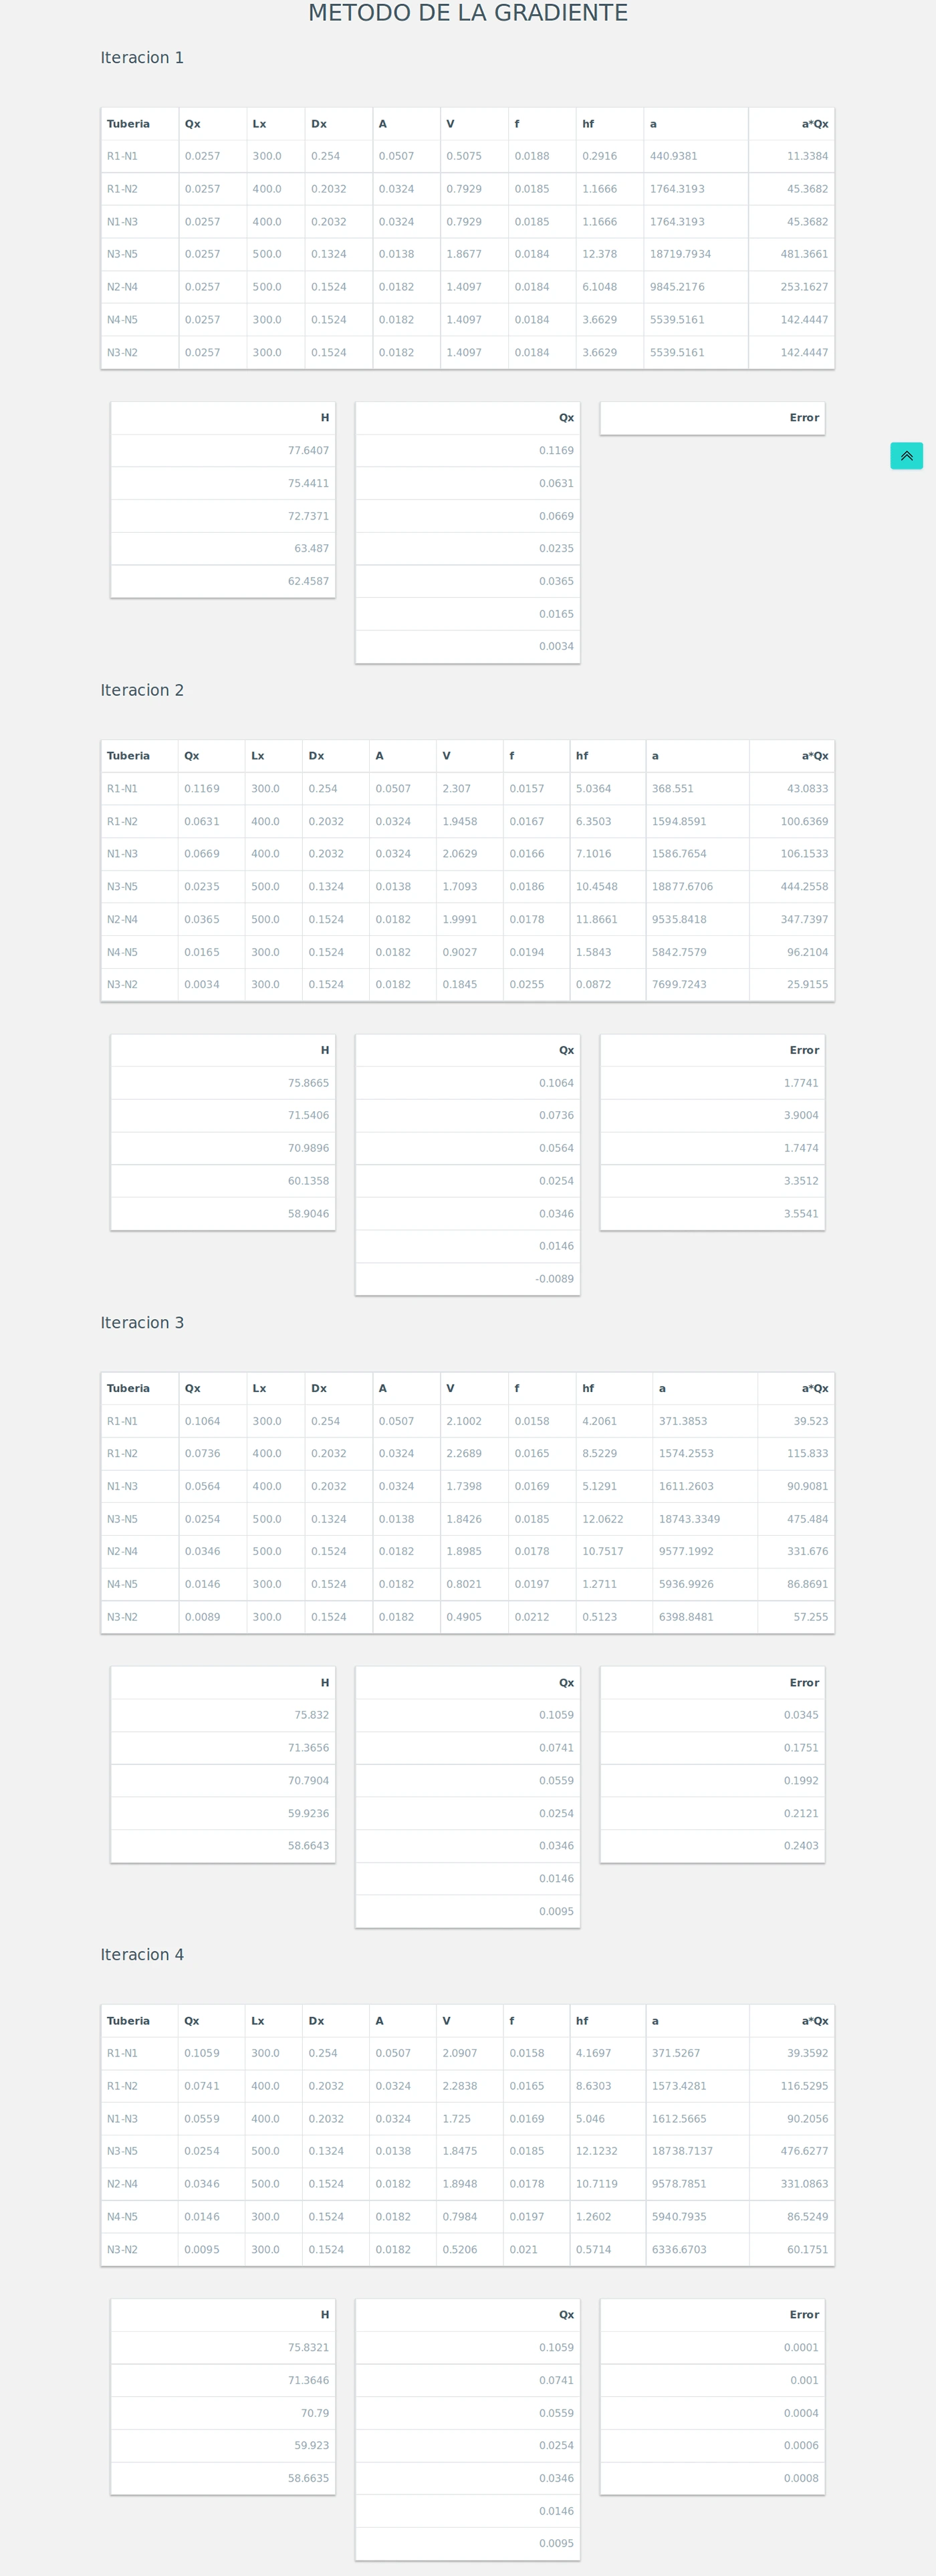 METODO DE LA GRADIENTE
Iteracion 1
Tuberia Qx Lx Dx A V f hf a a*Qx
R1-N1 0.0257 300.0 0.254 0.0507 0.5075 0.0188 0.2916 440.9381 11.3384
R1-N2 0.0257 400.0 0.2032 0.0324 0.7929 0.0185 1.1666 1764.3193 45.3682
N1-N3 0.0257 400.0 0.2032 0.0324 0.7929 0.0185 1.1666 1764.3193 45.3682
N3-N5 0.0257 500.0 0.1324 0.0138 1.8677 0.0184 12.378 18719.7934 481.3661
N2-N4 0.0257 500.0 0.1524 0.0182 1.4097 0.0184 6.1048 9845.2176 253.1627
N4-N5 0.0257 300.0 0.1524 0.0182 1.4097 0.0184 3.6629 5539.5161 142.4447
N3-N2 0.0257 300.0 0.1524 0.0182 1.4097 0.0184 3.6629 5539.5161 142.4447
H Qx Error
77.6407 0.1169
75.4411 0.0631
72.7371 0.0669
63.487 0.0235
62.4587 0.0365
0.0165
0.0034
Iteracion 2
Tuberia Qx Lx Dx A V f hf a a*Qx
R1-N1 0.1169 300.0 0.254 0.0507 2.307 0.0157 5.0364 368.551 43.0833
R1-N2 0.0631 400.0 0.2032 0.0324 1.9458 0.0167 6.3503 1594.8591 100.6369
N1-N3 0.0669 400.0 0.2032 0.0324 2.0629 0.0166 7.1016 1586.7654 106.1533
N3-N5 0.0235 500.0 0.1324 0.0138 1.7093 0.0186 10.4548 18877.6706 444.2558
N2-N4 0.0365 500.0 0.1524 0.0182 1.9991 0.0178 11.8661 9535.8418 347.7397
N4-N5 0.0165 300.0 0.1524 0.0182 0.9027 0.0194 1.5843 5842.7579 96.2104
N3-N2 0.0034 300.0 0.1524 0.0182 0.1845 0.0255 0.0872 7699.7243 25.9155
H Qx Error
75.8665 0.1064 1.7741
71.5406 0.0736 3.9004
70.9896 0.0564 1.7474
60.1358 0.0254 3.3512
58.9046 0.0346 3.5541
0.0146
-0.0089
Iteracion 3
Tuberia Qx Lx Dx A V f hf a a*Qx
R1-N1 0.1064 300.0 0.254 0.0507 2.1002 0.0158 4.2061 371.3853 39.523
R1-N2 0.0736 400.0 0.2032 0.0324 2.2689 0.0165 8.5229 1574.2553 115.833
N1-N3 0.0564 400.0 0.2032 0.0324 1.7398 0.0169 5.1291 1611.2603 90.9081
N3-N5 0.0254 500.0 0.1324 0.0138 1.8426 0.0185 12.0622 18743.3349 475.484
N2-N4 0.0346 500.0 0.1524 0.0182 1.8985 0.0178 10.7517 9577.1992 331.676
N4-N5 0.0146 300.0 0.1524 0.0182 0.8021 0.0197 1.2711 5936.9926 86.8691
N3-N2 0.0089 300.0 0.1524 0.0182 0.4905 0.0212 0.5123 6398.8481 57.255
H Qx Error
75.832 0.1059 0.0345
71.3656 0.0741 0.1751
70.7904 0.0559 0.1992
59.9236 0.0254 0.2121
58.6643 0.0346 0.2403
0.0146
0.0095
Iteracion 4
Tuberia Qx Lx Dx A V f hf a a*Qx
R1-N1 0.1059 300.0 0.254 0.0507 2.0907 0.0158 4.1697 371.5267 39.3592
R1-N2 0.0741 400.0 0.2032 0.0324 2.2838 0.0165 8.6303 1573.4281 116.5295
N1-N3 0.0559 400.0 0.2032 0.0324 1.725 0.0169 5.046 1612.5665 90.2056
N3-N5 0.0254 500.0 0.1324 0.0138 1.8475 0.0185 12.1232 18738.7137 476.6277
N2-N4 0.0346 500.0 0.1524 0.0182 1.8948 0.0178 10.7119 9578.7851 331.0863
N4-N5 0.0146 300.0 0.1524 0.0182 0.7984 0.0197 1.2602 5940.7935 86.5249
N3-N2 0.0095 300.0 0.1524 0.0182 0.5206 0.021 0.5714 6336.6703 60.1751
H Qx Error
75.8321 0.1059 0.0001
71.3646 0.0741 0.001
70.79 0.0559 0.0004
59.923 0.0254 0.0006
58.6635 0.0346 0.0008
0.0146
0.0095